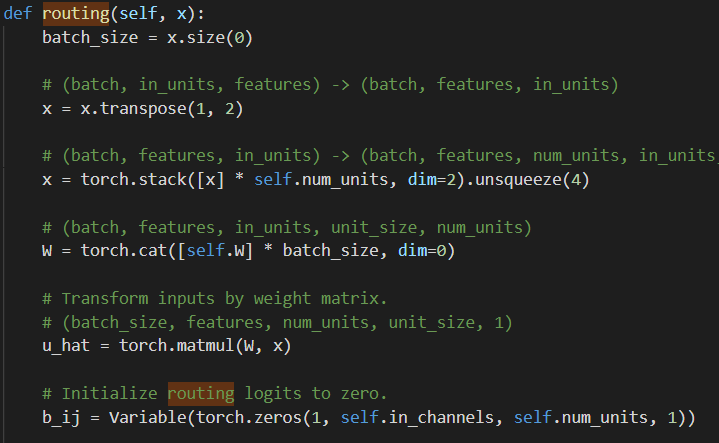 def routing(self, x):
batch_size = x.size(0)
# (batch, in_units, features) -> (batch, features, in_units)
x = x.transpose(1, 2)
# (batch, features, in_units) -> (batch, features, num_units, in_units,
x = torch.stack([x] * self.num_units, dim=2).unsqueeze(4)
# (batch, features, in_units, unit_size, num_units)
W = torch.cat([self.W] * batch_size, dim=0)
# Transform inputs by weight matrix.
# (batch_size, features, num_units, unit_size, 1)
u_hat = torch.matmul(W, x)
# Initialize routing logits to zero.
b_ij = Variable(torch.zeros(1, self.in_channels, self.num_units, 1))